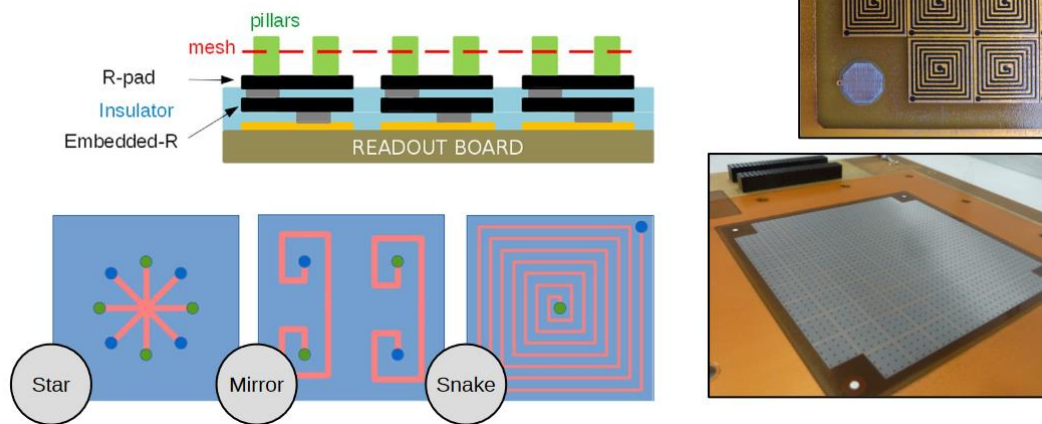 pillars
mesh
R-pad
Insulator
Embedded-R
READOUT BOARD
Star
Mirror
Snake